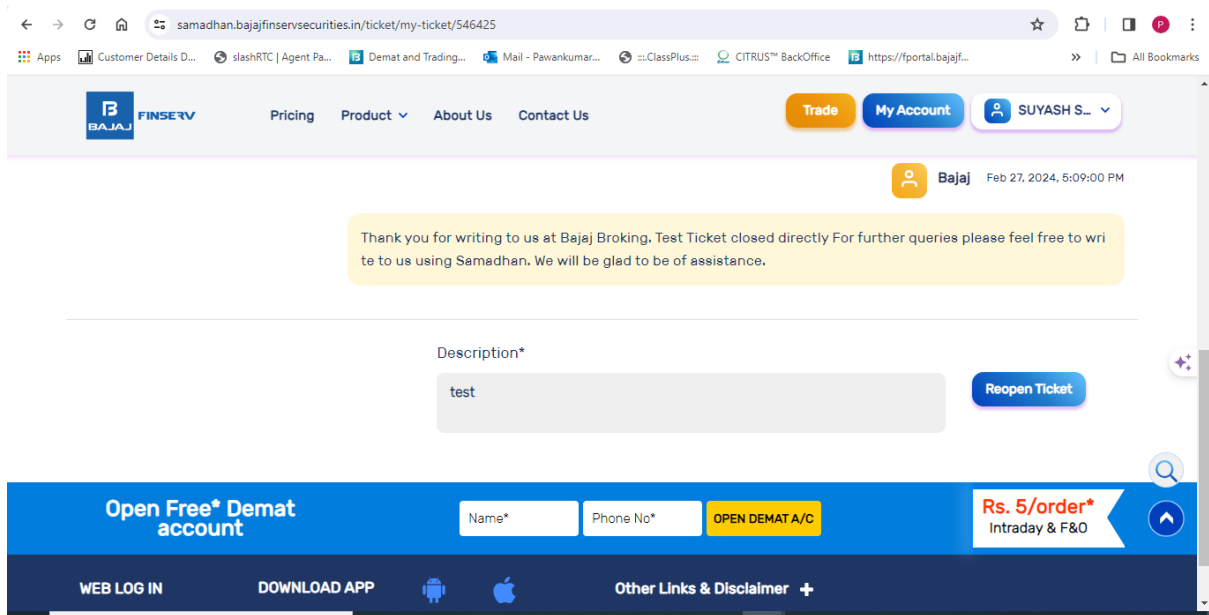 samadhan.bajajfinservsecurities.in/ticket/my-ticket/546425
P
Apps Customer Details D... slashRTC | Agent Pa... Demat and Trading... Mail - Pawankumar... :::.ClassPlus.::: CITRUS™ BackOffice https://fportal.bajajf... » All Bookmarks
B BAJAJ FINSERV Pricing Product About Us Contact Us Trade My Account SUYASH S...
Bajaj Feb 27, 2024, 5:09:00 PM
Thank you for writing to us at Bajaj Broking. Test Ticket closed directly For further queries please feel free to wri
te to us using Samadhan. We will be glad to be of assistance.
Description*
test
Reopen Ticket
Open Free* Demat
account
Name* Phone No* OPEN DEMAT A/C
Rs. 5/order*
Intraday & F&O
WEB LOG IN DOWNLOAD APP Other Links & Disclaimer +